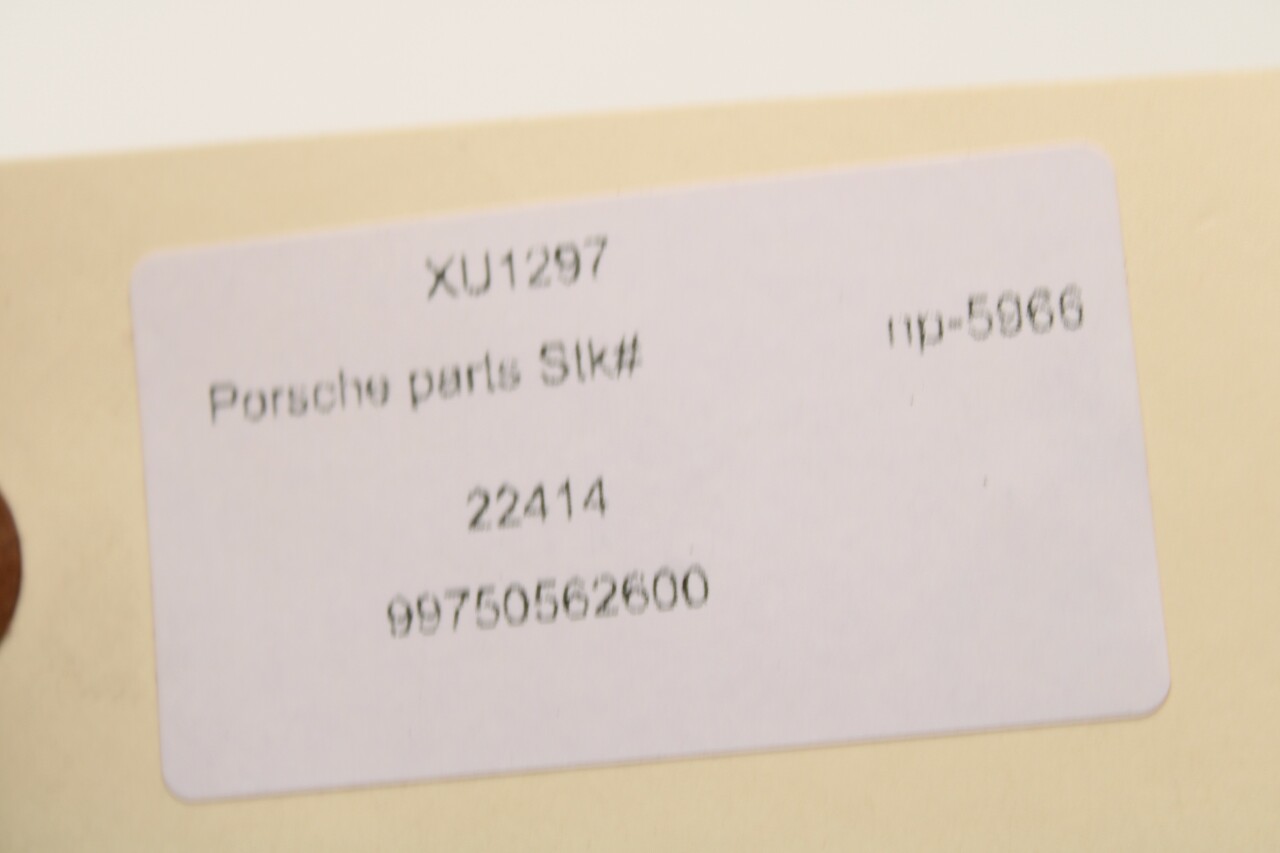 XU1297
np-5966
Porsche parts Stk#
22414
99750562600